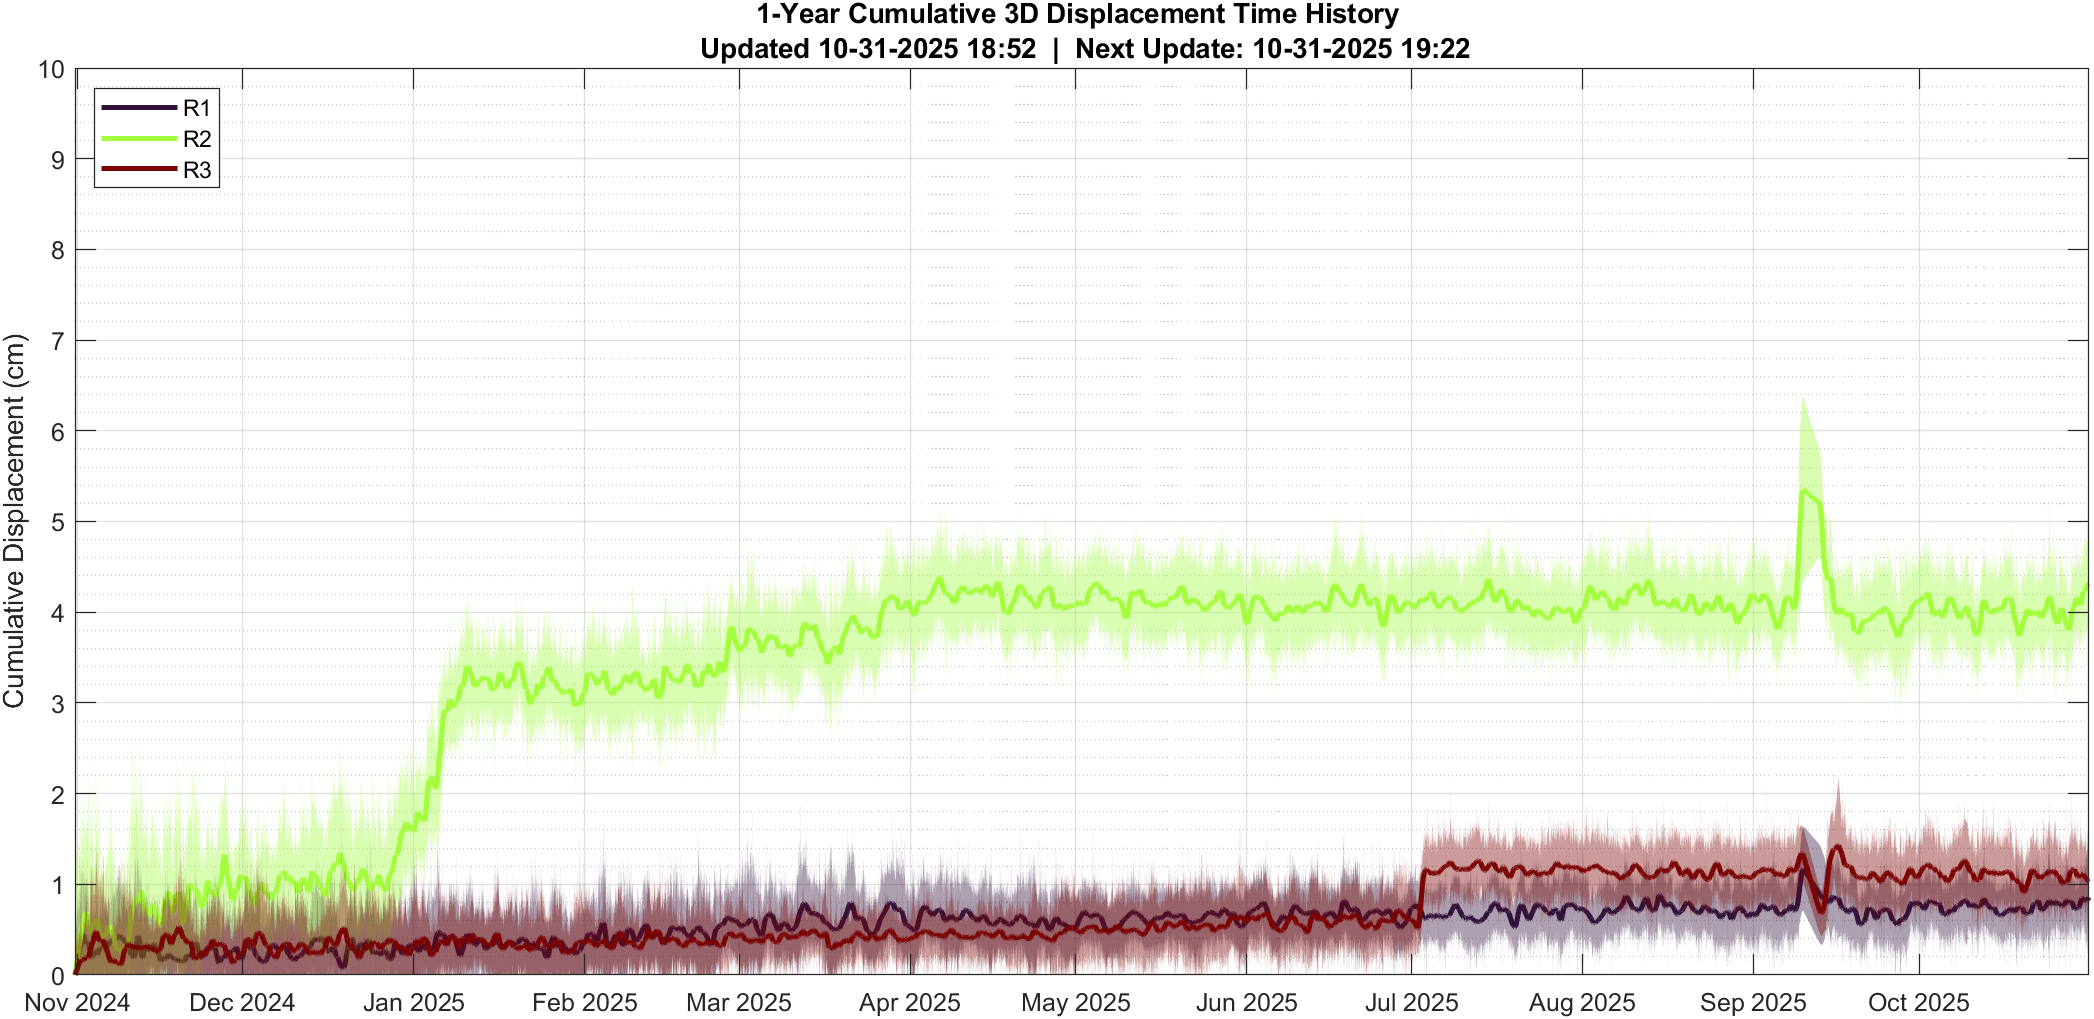 1-Year Cumulative 3D Displacement Time History
Updated 10-31-2025 18:52 | Next Update: 10-31-2025 19:22
Cumulative Displacement (cm)
10
9
8
7
6
5
4
3
2
1
0
R1
R2
R3
Nov 2024 Dec 2024 Jan 2025 Feb 2025 Mar 2025 Apr 2025 May 2025 Jun 2025 Jul 2025 Aug 2025 Sep 2025 Oct 2025